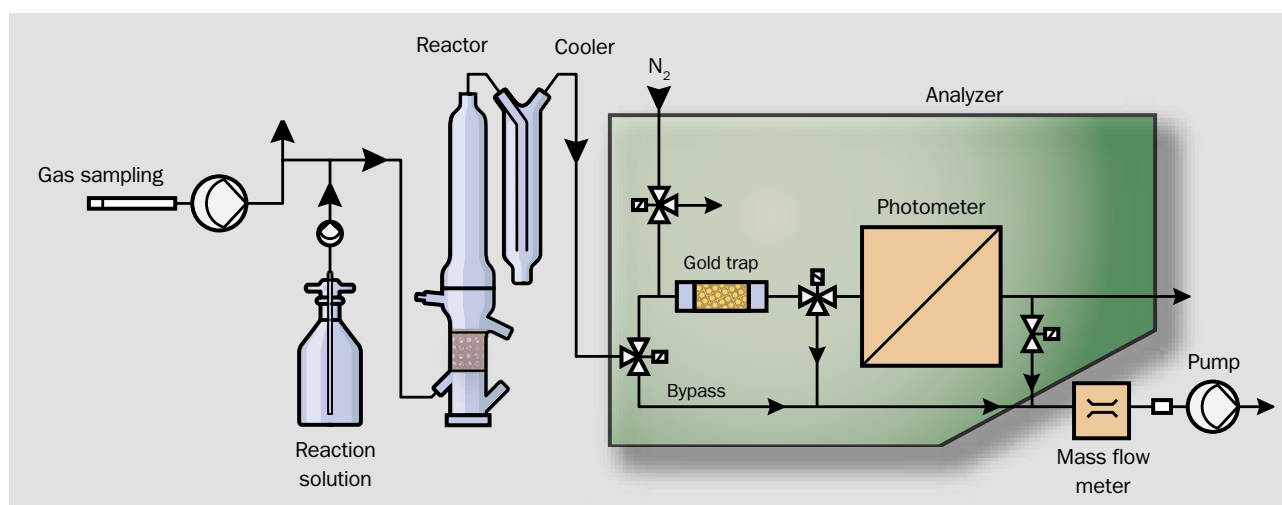 Reactor
Cooler
N₂
Analyzer
Gas sampling
Photometer
Gold trap
Pump
Bypass
Reaction
solution
Mass flow
meter